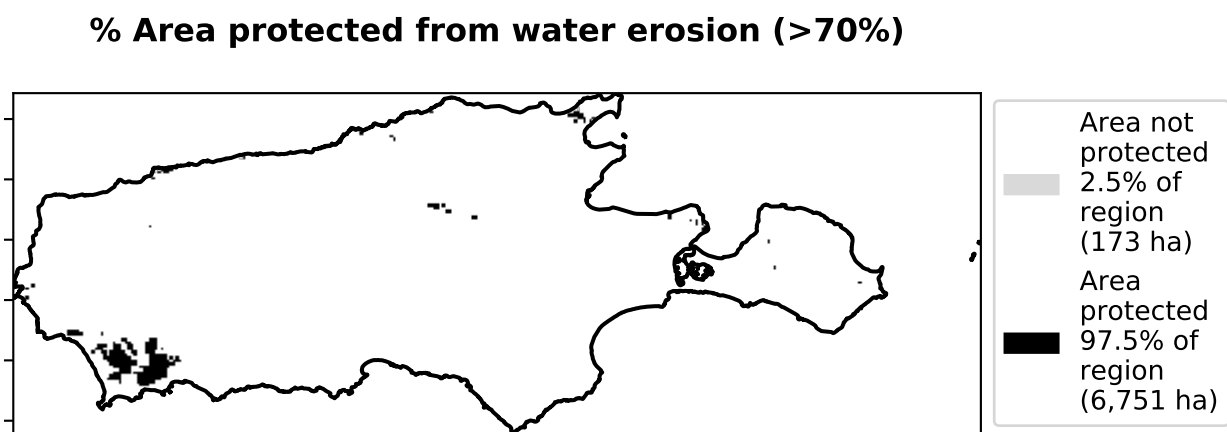 % Area protected from water erosion (>70%)
Area not
protected
2.5% of
region
(173 ha)
Area
protected
97.5% of
region
(6,751 ha)